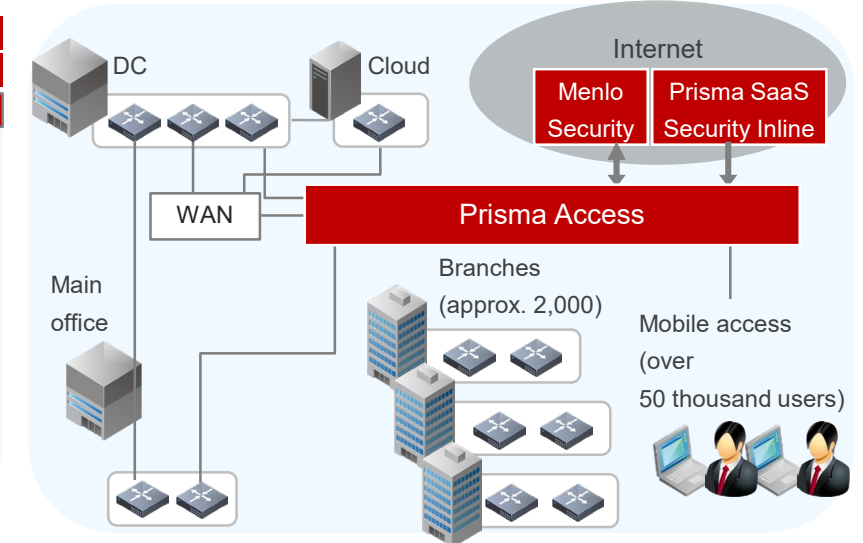 DC
Cloud
Internet
Menlo
Security
Prisma SaaS
Security Inline
WAN
Prisma Access
Main
office
Branches
(approx. 2,000)
Mobile access
(over
50 thousand users)